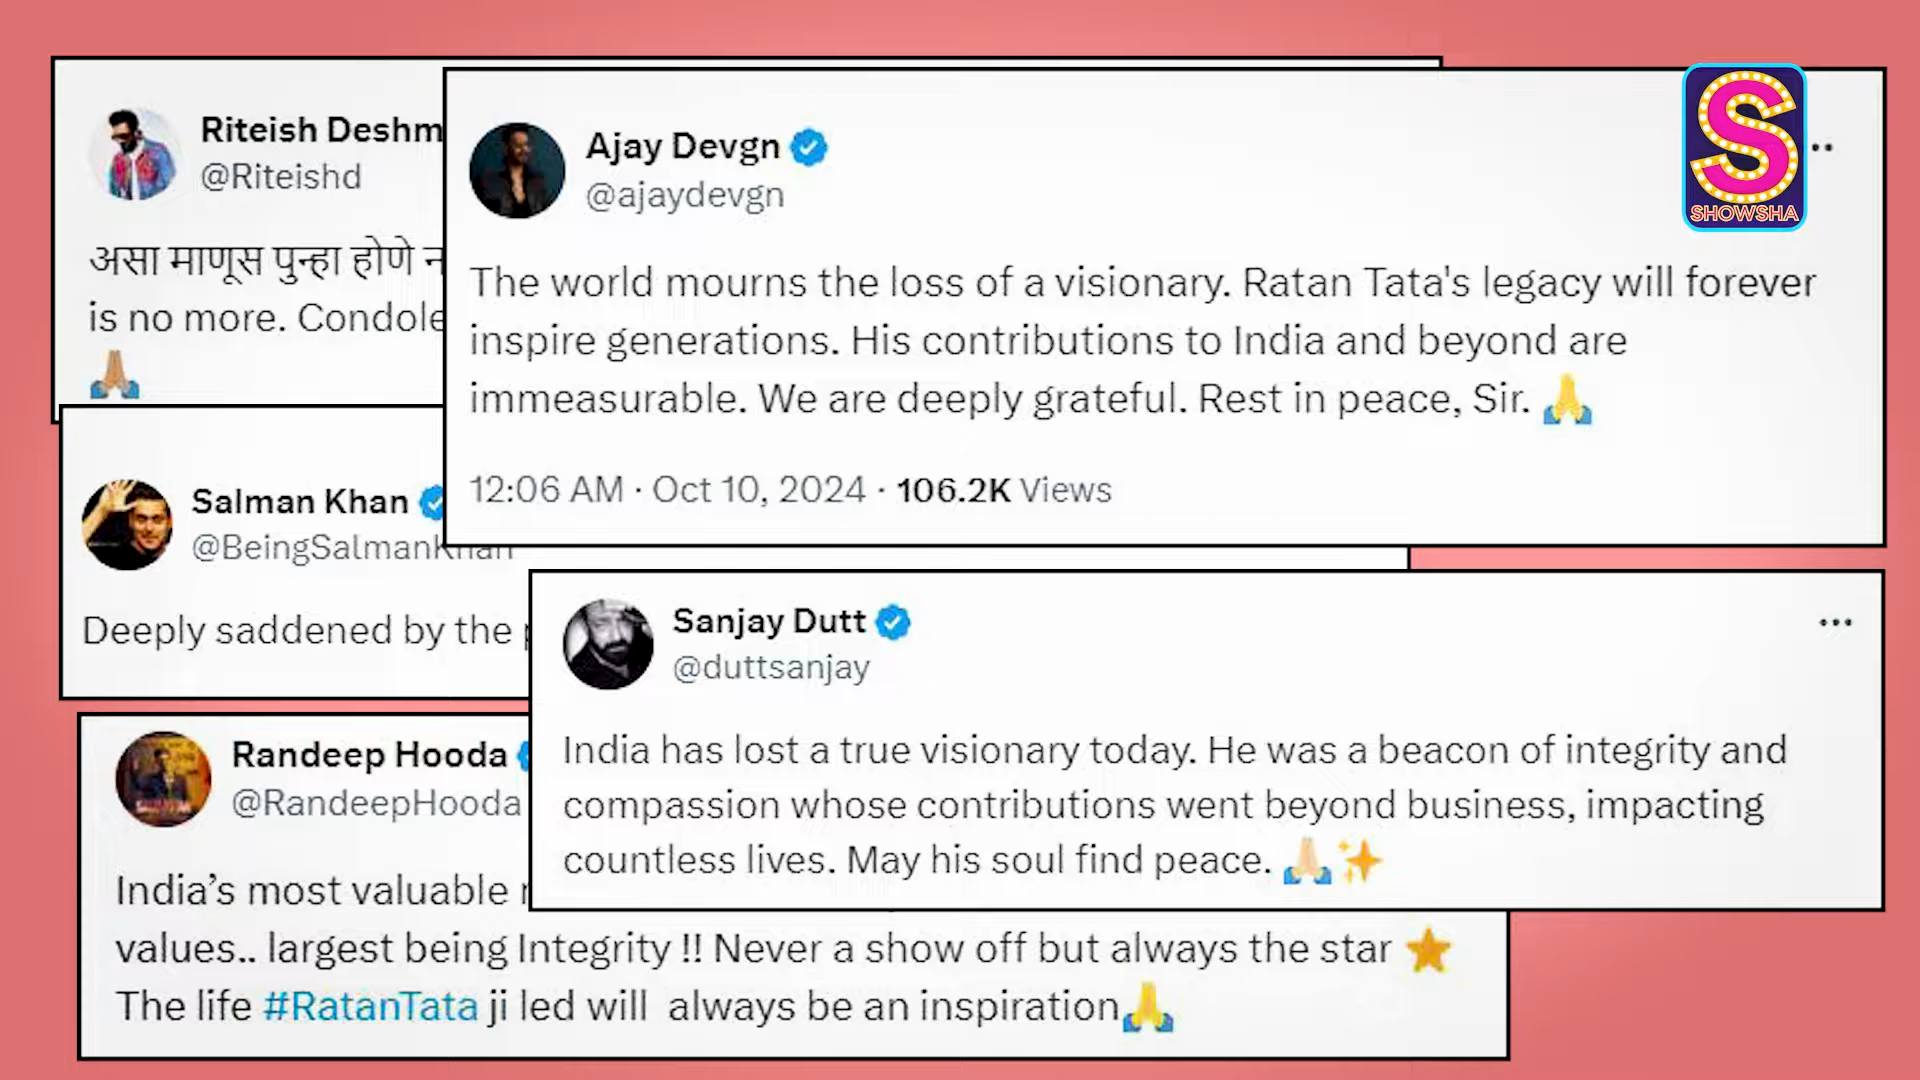 Riteish Deshm
@Riteishd
असा माणूस पुन्हा होणे
is no more. Condole
Ajay Devgn
@ajaydevgn
The world mourns the loss of a visionary. Ratan Tata's legacy will forever
inspire generations. His contributions to India and beyond are
immeasurable. We are deeply grateful. Rest in peace, Sir. 🙏
12:06 AM · Oct 10, 2024 · 106.2K Views
SHOWSHA
Salman Khan
@BeingSalmanKhan
Deeply saddened by the
Sanjay Dutt
@duttsanjay
India has lost a true visionary today. He was a beacon of integrity and
compassion whose contributions went beyond business, impacting
countless lives. May his soul find peace. 🙏🏼✨
Randeep Hooda
@RandeepHooda
India’s most valuable
values.. largest being Integrity !! Never a show off but always the star ⭐
The life #RatanTata ji led will always be an inspiration🙏